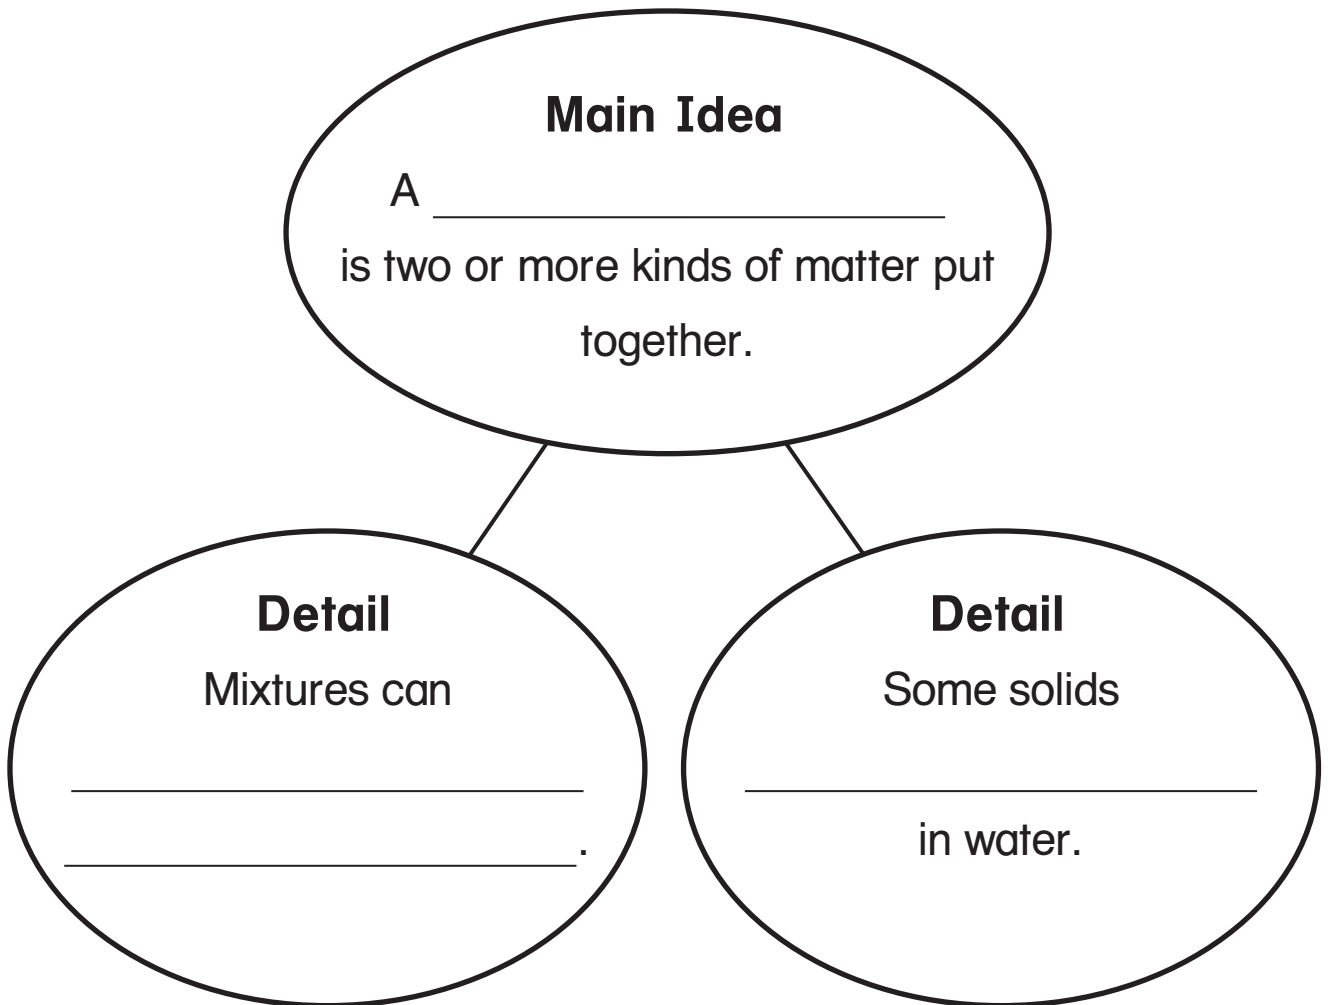 Main Idea
A
is two or more kinds of matter put
together.
Detail
Mixtures can
.
Detail
Some solids
in water.